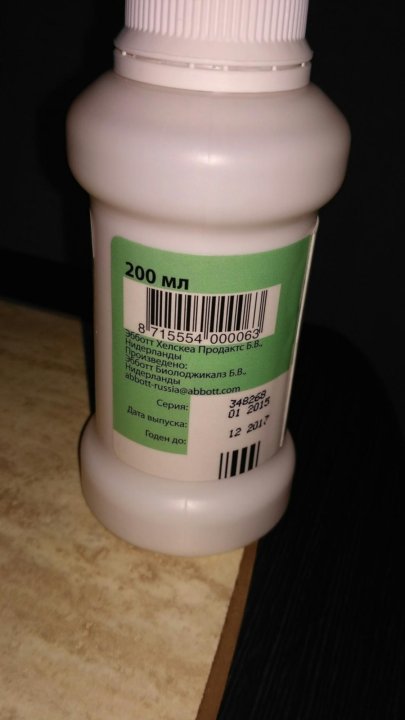 200 мл
8 715554 000063
Эбботт Хелскеа Продактс Б.В.,
Нидерланды
Произведено:
Эбботт Биолоджикалз Б.В.,
Нидерланды
abbott-russia@abbott.com
Серия: 348268
Дата выпуска: 01 2015
Годен до: 12 2017